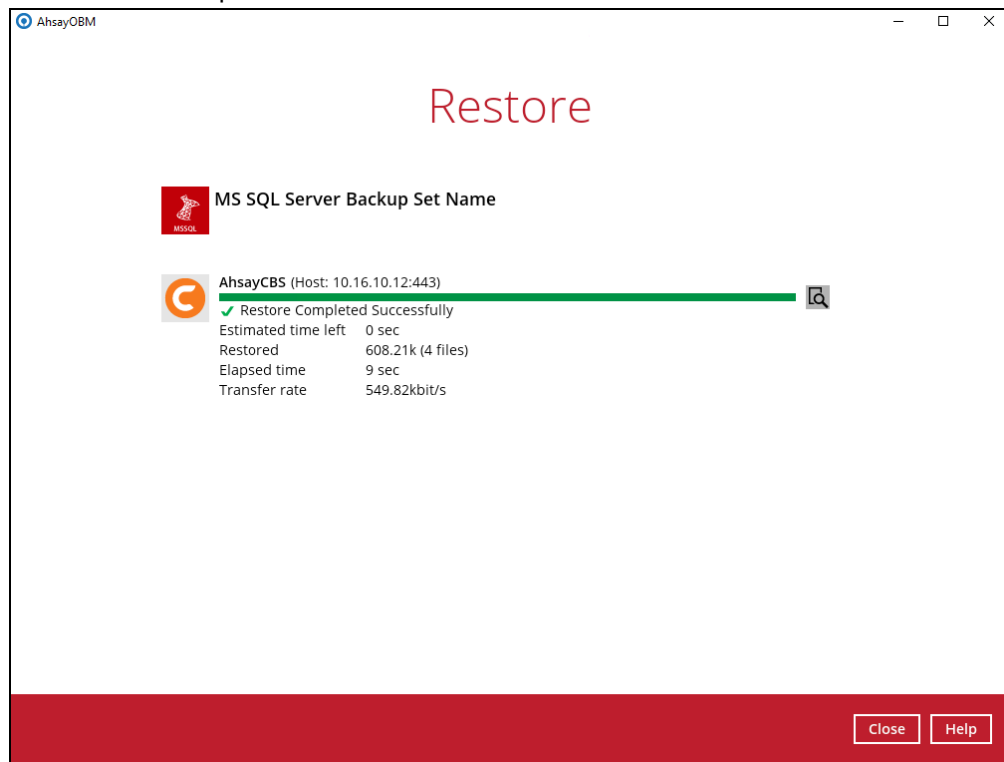 AhsayOBM
Restore
MS SQL Server Backup Set Name
MSSQL
AhsayCBS (Host: 10.16.10.12:443)
Restore Completed Successfully
Estimated time left 0 sec
Restored 608.21k (4 files)
Elapsed time 9 sec
Transfer rate 549.82kbit/s
Close Help